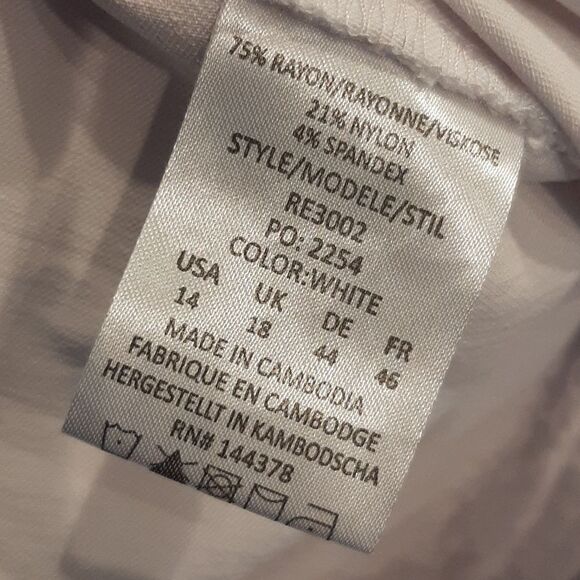 75% RAYON/RAYONNE/VISKOSE
21% NYLON
4% SPANDEX
STYLE/MODELE/STIL
RE3002
PO: 2254
COLOR:WHITE
USA UK DE FR
14 18 44 46
MADE IN CAMBODIA
FABRIQUE EN CAMBODGE
HERGESTELLT IN KAMBODSCHA
RN# 144378